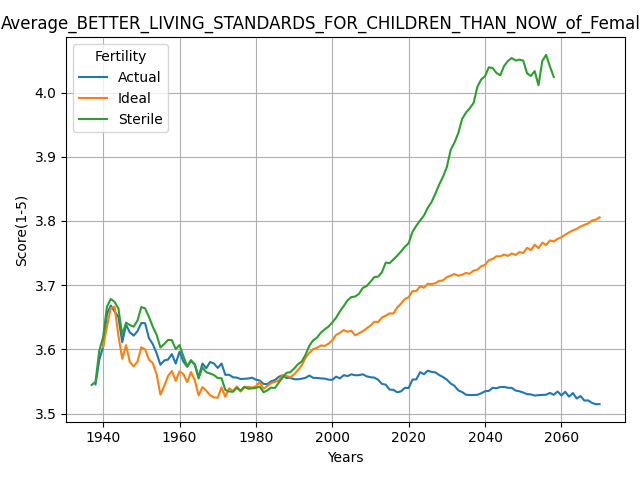 Average_BETTER_LIVING_STANDARDS_FOR_CHILDREN_THAN_NOW_of_Femal
Fertility
Actual
Ideal
Sterile
Score(1-5)
4.0
3.9
3.8
3.7
3.6
3.5
1940 1960 1980 2000 2020 2040 2060
Years